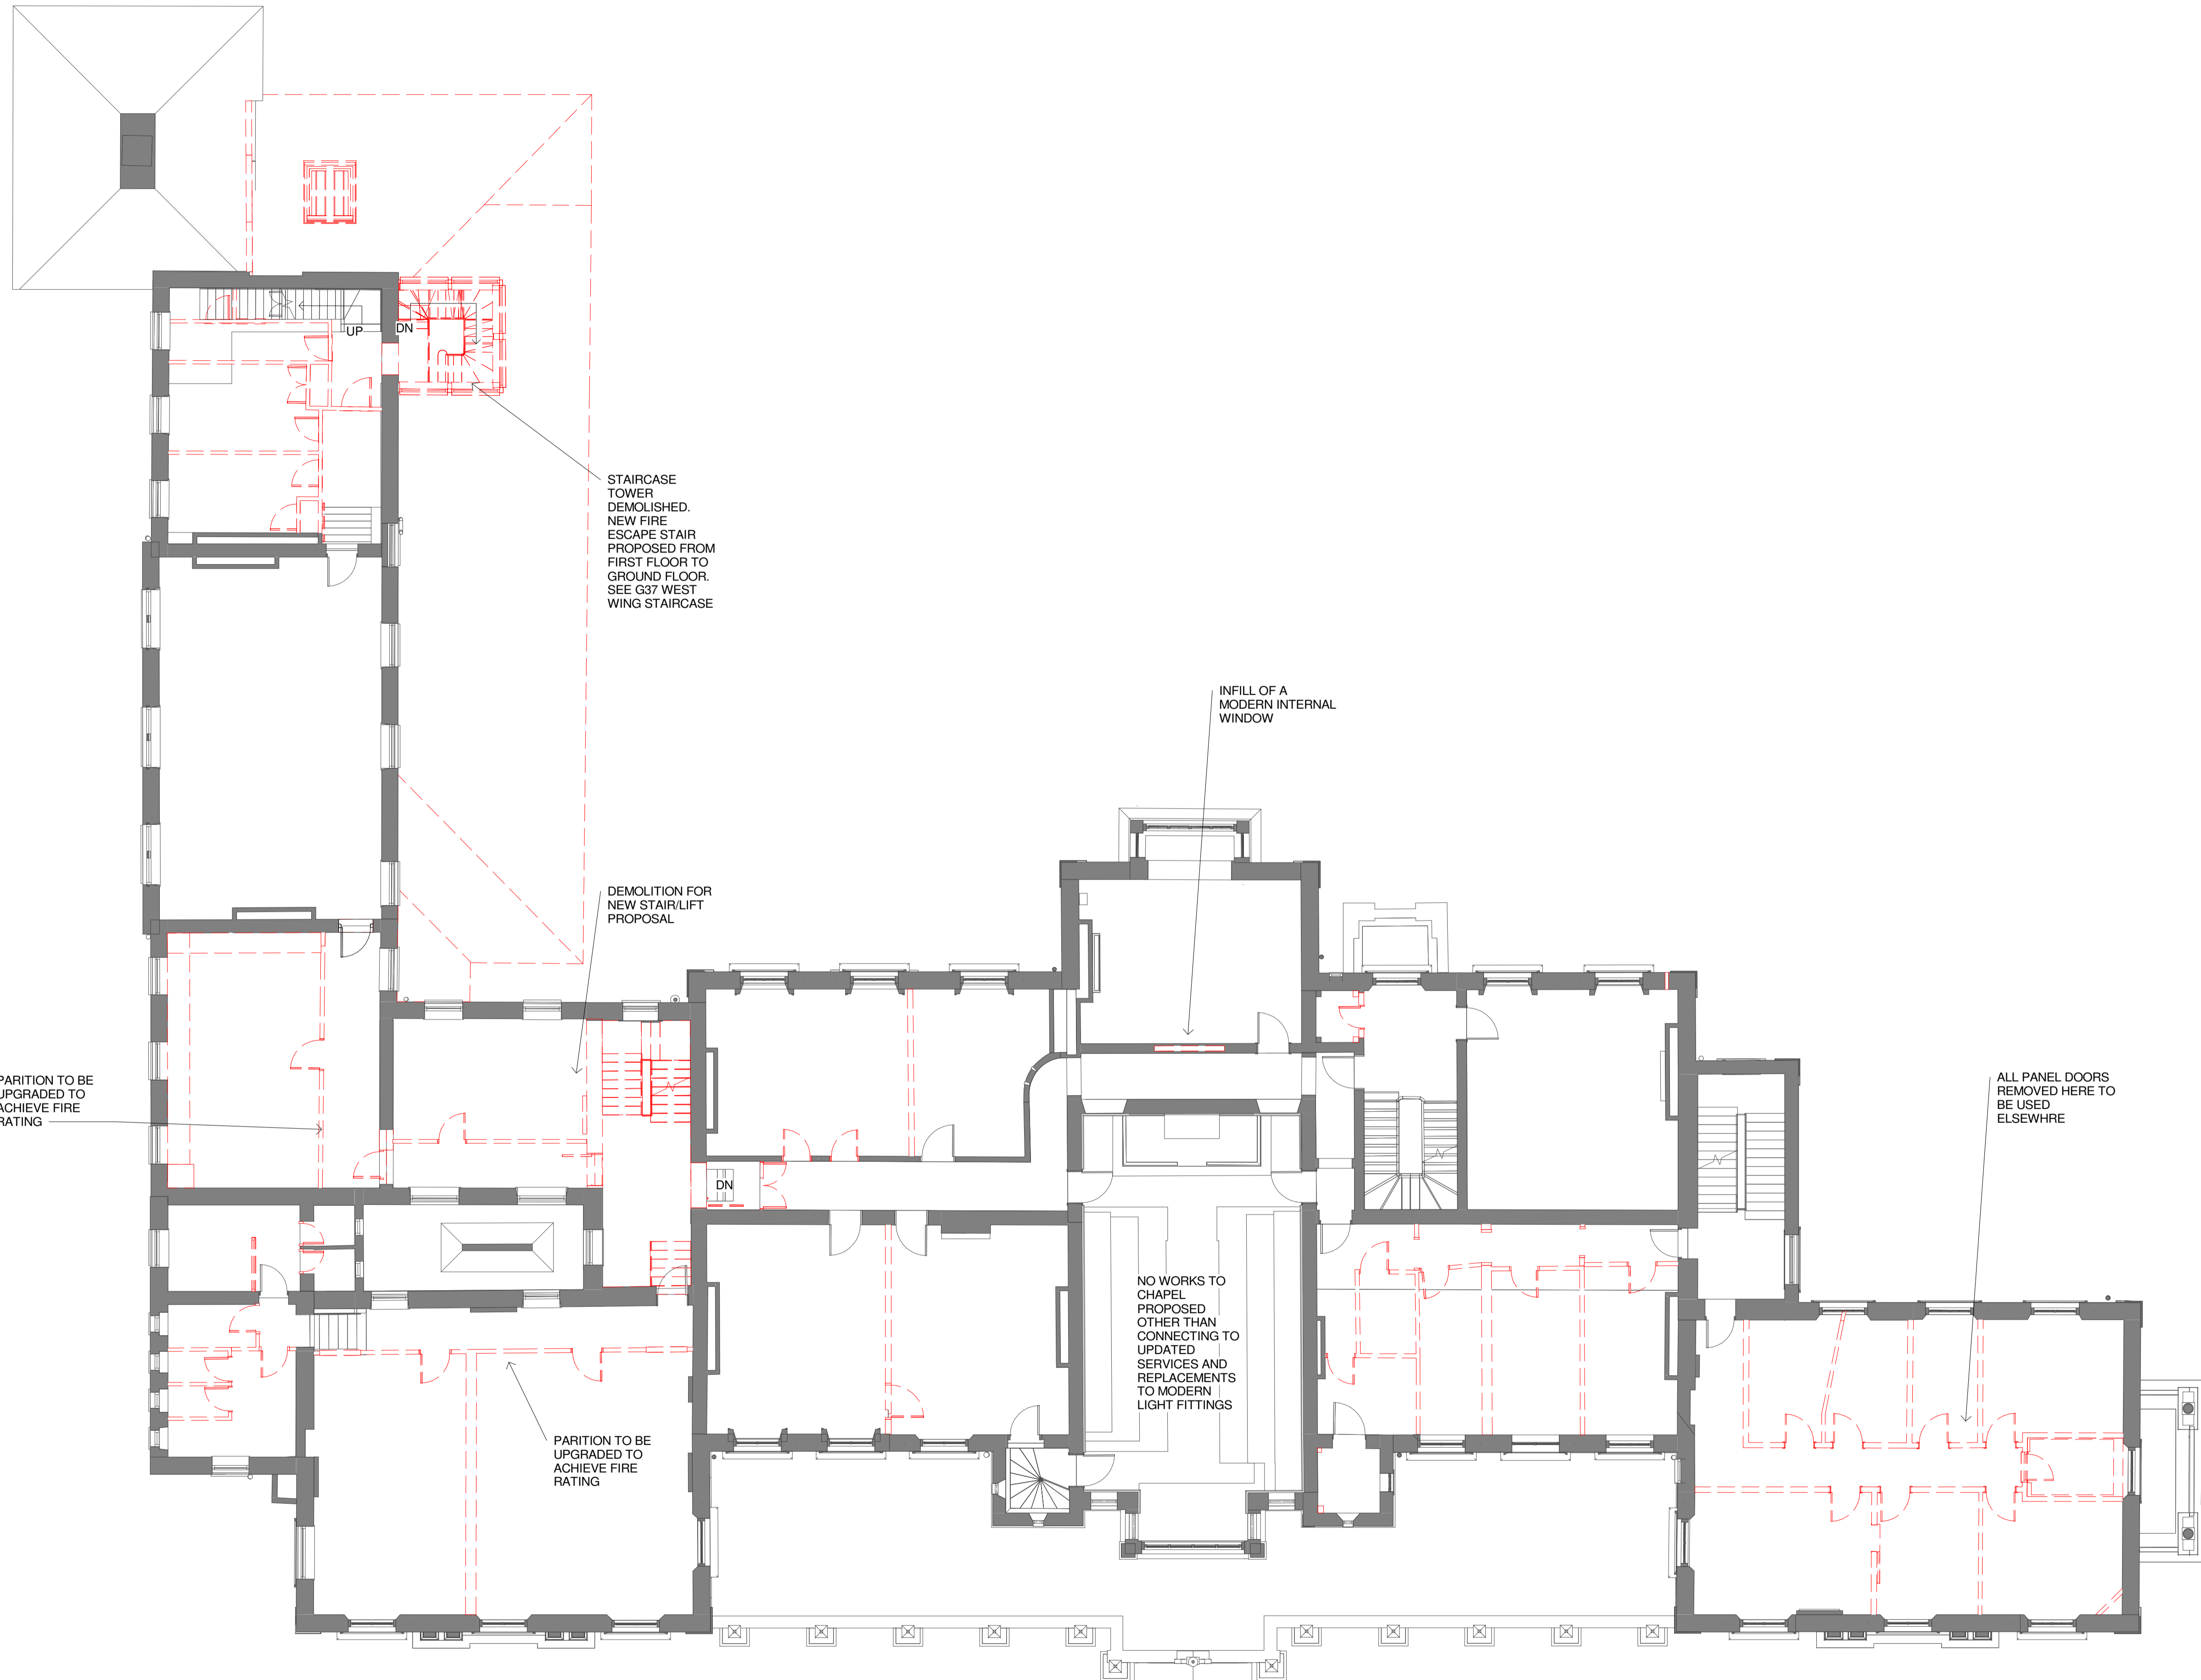 UP
DN
STAIRCASE
TOWER
DEMOLISHED.
NEW FIRE
ESCAPE STAIR
PROPOSED FROM
FIRST FLOOR TO
GROUND FLOOR.
SEE G37 WEST
WING STAIRCASE
INFILL OF A
MODERN INTERNAL
WINDOW
DEMOLITION FOR
NEW STAIR/LIFT
PROPOSAL
PARITION TO BE
UPGRADED TO
ACHIEVE FIRE
RATING
ALL PANEL DOORS
REMOVED HERE TO
BE USED
ELSEWHRE
DN
NO WORKS TO
CHAPEL
PROPOSED
OTHER THAN
CONNECTING TO
UPDATED
SERVICES AND
REPLACEMENTS
TO MODERN
LIGHT FITTINGS
PARITION TO BE
UPGRADED TO
ACHIEVE FIRE
RATING